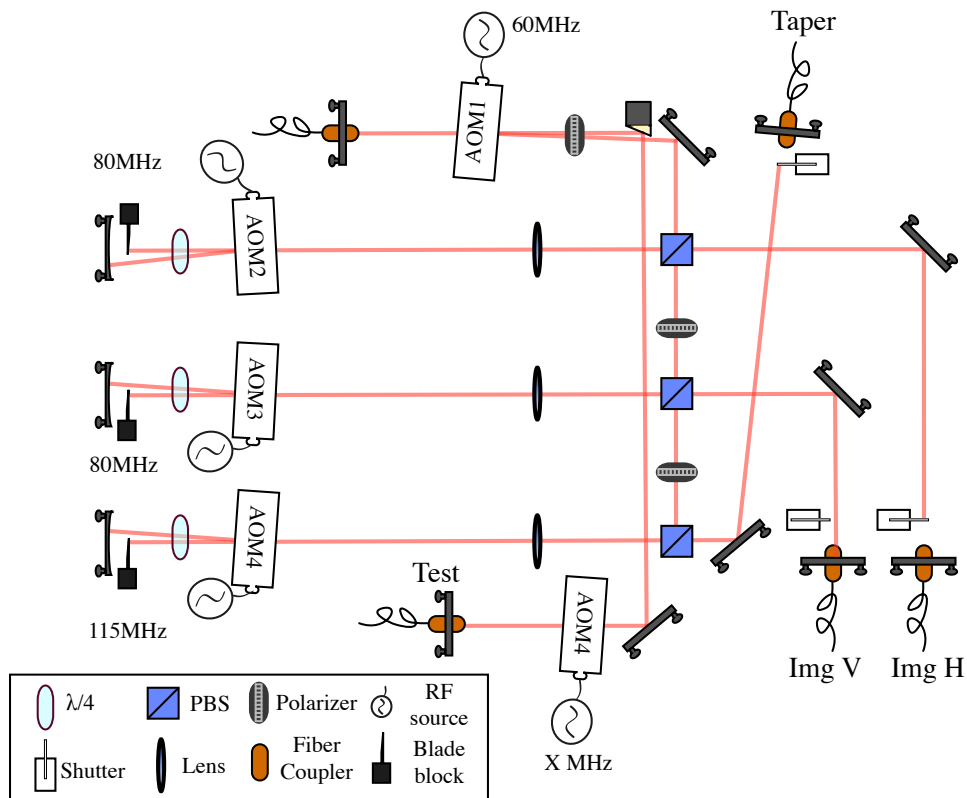 Taper
60MHz
AOM1
80MHz
AOM2
AOM3
80MHz
AOM4
Test
115MHz
AOM4
Img V
Img H
λ/4
PBS
Polarizer
RF
source
Shutter
Lens
Fiber
Coupler
Blade
block
X MHz